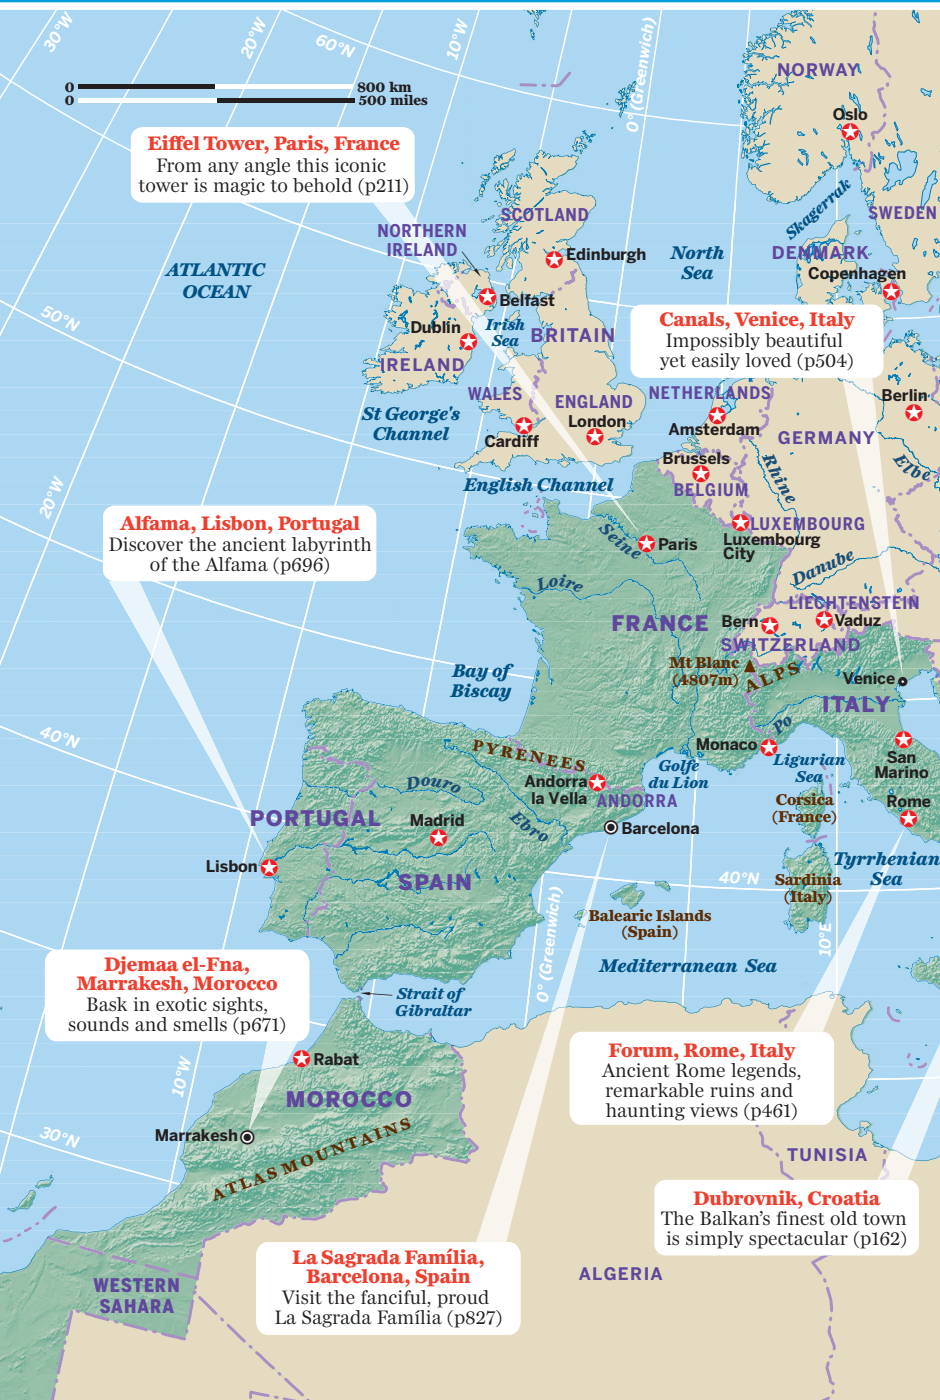 30°W
20°W
60°N
10°W
0° (Greenwich)
NORWAY
Oslo
0
800 km
0
500 miles
Eiffel Tower, Paris, France
From any angle this iconic
tower is magic to behold (p211)
Skagerrak
SWEDEN
SCOTLAND
NORTHERN
IRELAND
Edinburgh
North
Sea
DENMARK
Copenhagen
ATLANTIC
OCEAN
Belfast
50°N
Dublin
Irish
Sea
BRITAIN
Canals, Venice, Italy
Impossibly beautiful
yet easily loved (p504)
IRELAND
WALES
ENGLAND
NETHERLANDS
Berlin
St George's
Channel
London
Amsterdam
GERMANY
Cardiff
Brussels
Rhine
Elbe
English Channel
BELGIUM
20°W
Alfama, Lisbon, Portugal
Discover the ancient labyrinth
of the Alfama (p696)
LUXEMBOURG
Luxembourg
City
Seine
Paris
Danube
Loire
LIECHTENSTEIN
FRANCE
Bern
Vaduz
SWITZERLAND
Mt Blanc
(4807m)
ALPS
Bay of
Biscay
Venice
ITALY
40°N
Po
PYRENEES
Monaco
Ligurian
Sea
San
Marino
Golfe
du Lion
Douro
Andorra
la Vella
ANDORRA
Corsica
(France)
Rome
PORTUGAL
Madrid
Ebro
Barcelona
Lisbon
SPAIN
40°N
Tyrrhenian
Sea
Sardinia
(Italy)
Balearic Islands
(Spain)
0° (Greenwich)
10°E
Djemaa el-Fna,
Marrakesh, Morocco
Bask in exotic sights,
sounds and smells (p671)
Mediterranean Sea
Strait of
Gibraltar
Forum, Rome, Italy
Ancient Rome legends,
remarkable ruins and
haunting views (p461)
10°W
Rabat
MOROCCO
30°N
Marrakesh
ATLAS MOUNTAINS
TUNISIA
Dubrovnik, Croatia
The Balkan's finest old town
is simply spectacular (p162)
La Sagrada Família,
Barcelona, Spain
Visit the fanciful, proud
La Sagrada Família (p827)
ALGERIA
WESTERN
SAHARA